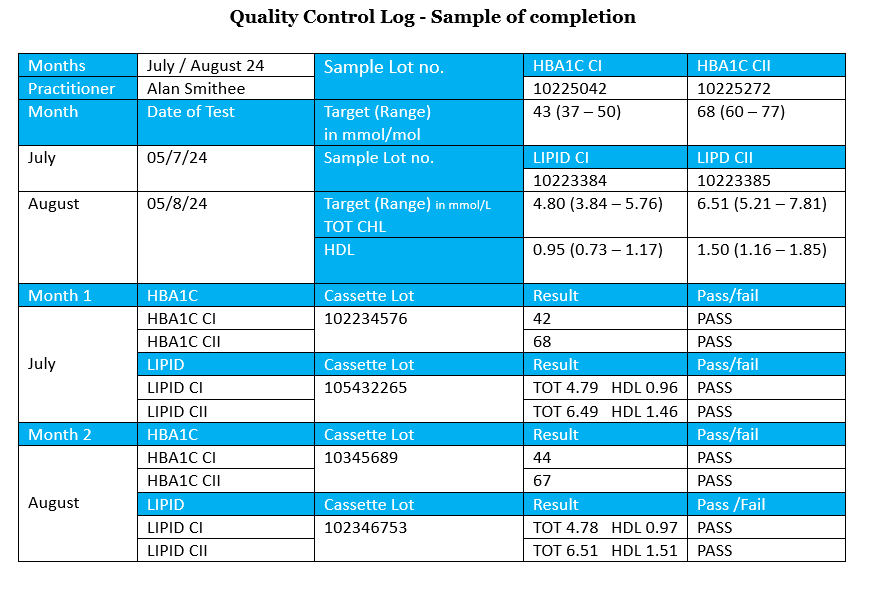 Quality Control Log - Sample of completion
Months July / August 24 Sample Lot no. HBA1C CI HBA1C CII
Practitioner Alan Smithee 10225042 10225272
Month Date of Test Target (Range) 43 (37 – 50) 68 (60 – 77)
in mmol/mol
July 05/7/24 Sample Lot no. LIPID CI LIPD CII
10223384 10223385
August 05/8/24 Target (Range) in mmol/L 4.80 (3.84 – 5.76) 6.51 (5.21 – 7.81)
TOT CHL
HDL 0.95 (0.73 – 1.17) 1.50 (1.16 – 1.85)
Month 1 HBA1C Cassette Lot Result Pass/fail
HBA1C CI 102234576 42 PASS
HBA1C CII 68 PASS
July LIPID Cassette Lot Result Pass/fail
LIPID CI 105432265 TOT 4.79 HDL 0.96 PASS
LIPID CII TOT 6.49 HDL 1.46 PASS
Month 2 HBA1C Cassette Lot Result Pass/fail
HBA1C CI 10345689 44 PASS
HBA1C CII 67 PASS
August LIPID Cassette Lot Result Pass /Fail
LIPID CI 102346753 TOT 4.78 HDL 0.97 PASS
LIPID CII TOT 6.51 HDL 1.51 PASS